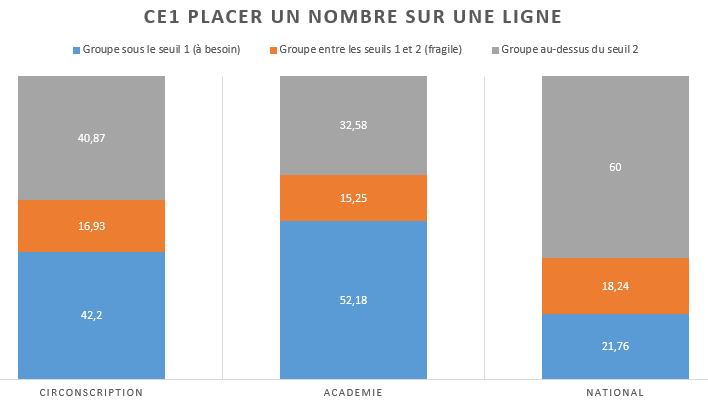 CE1 PLACER UN NOMBRE SUR UNE LIGNE
Groupe sous le seuil 1 (à besoin) Groupe entre les seuils 1 et 2 (fragile) Groupe au-dessus du seuil 2
40,87 32,58 60
16,93 15,25 18,24
42,2 52,18 21,76
CIRCONSCRIPTION ACADEMIE NATIONAL